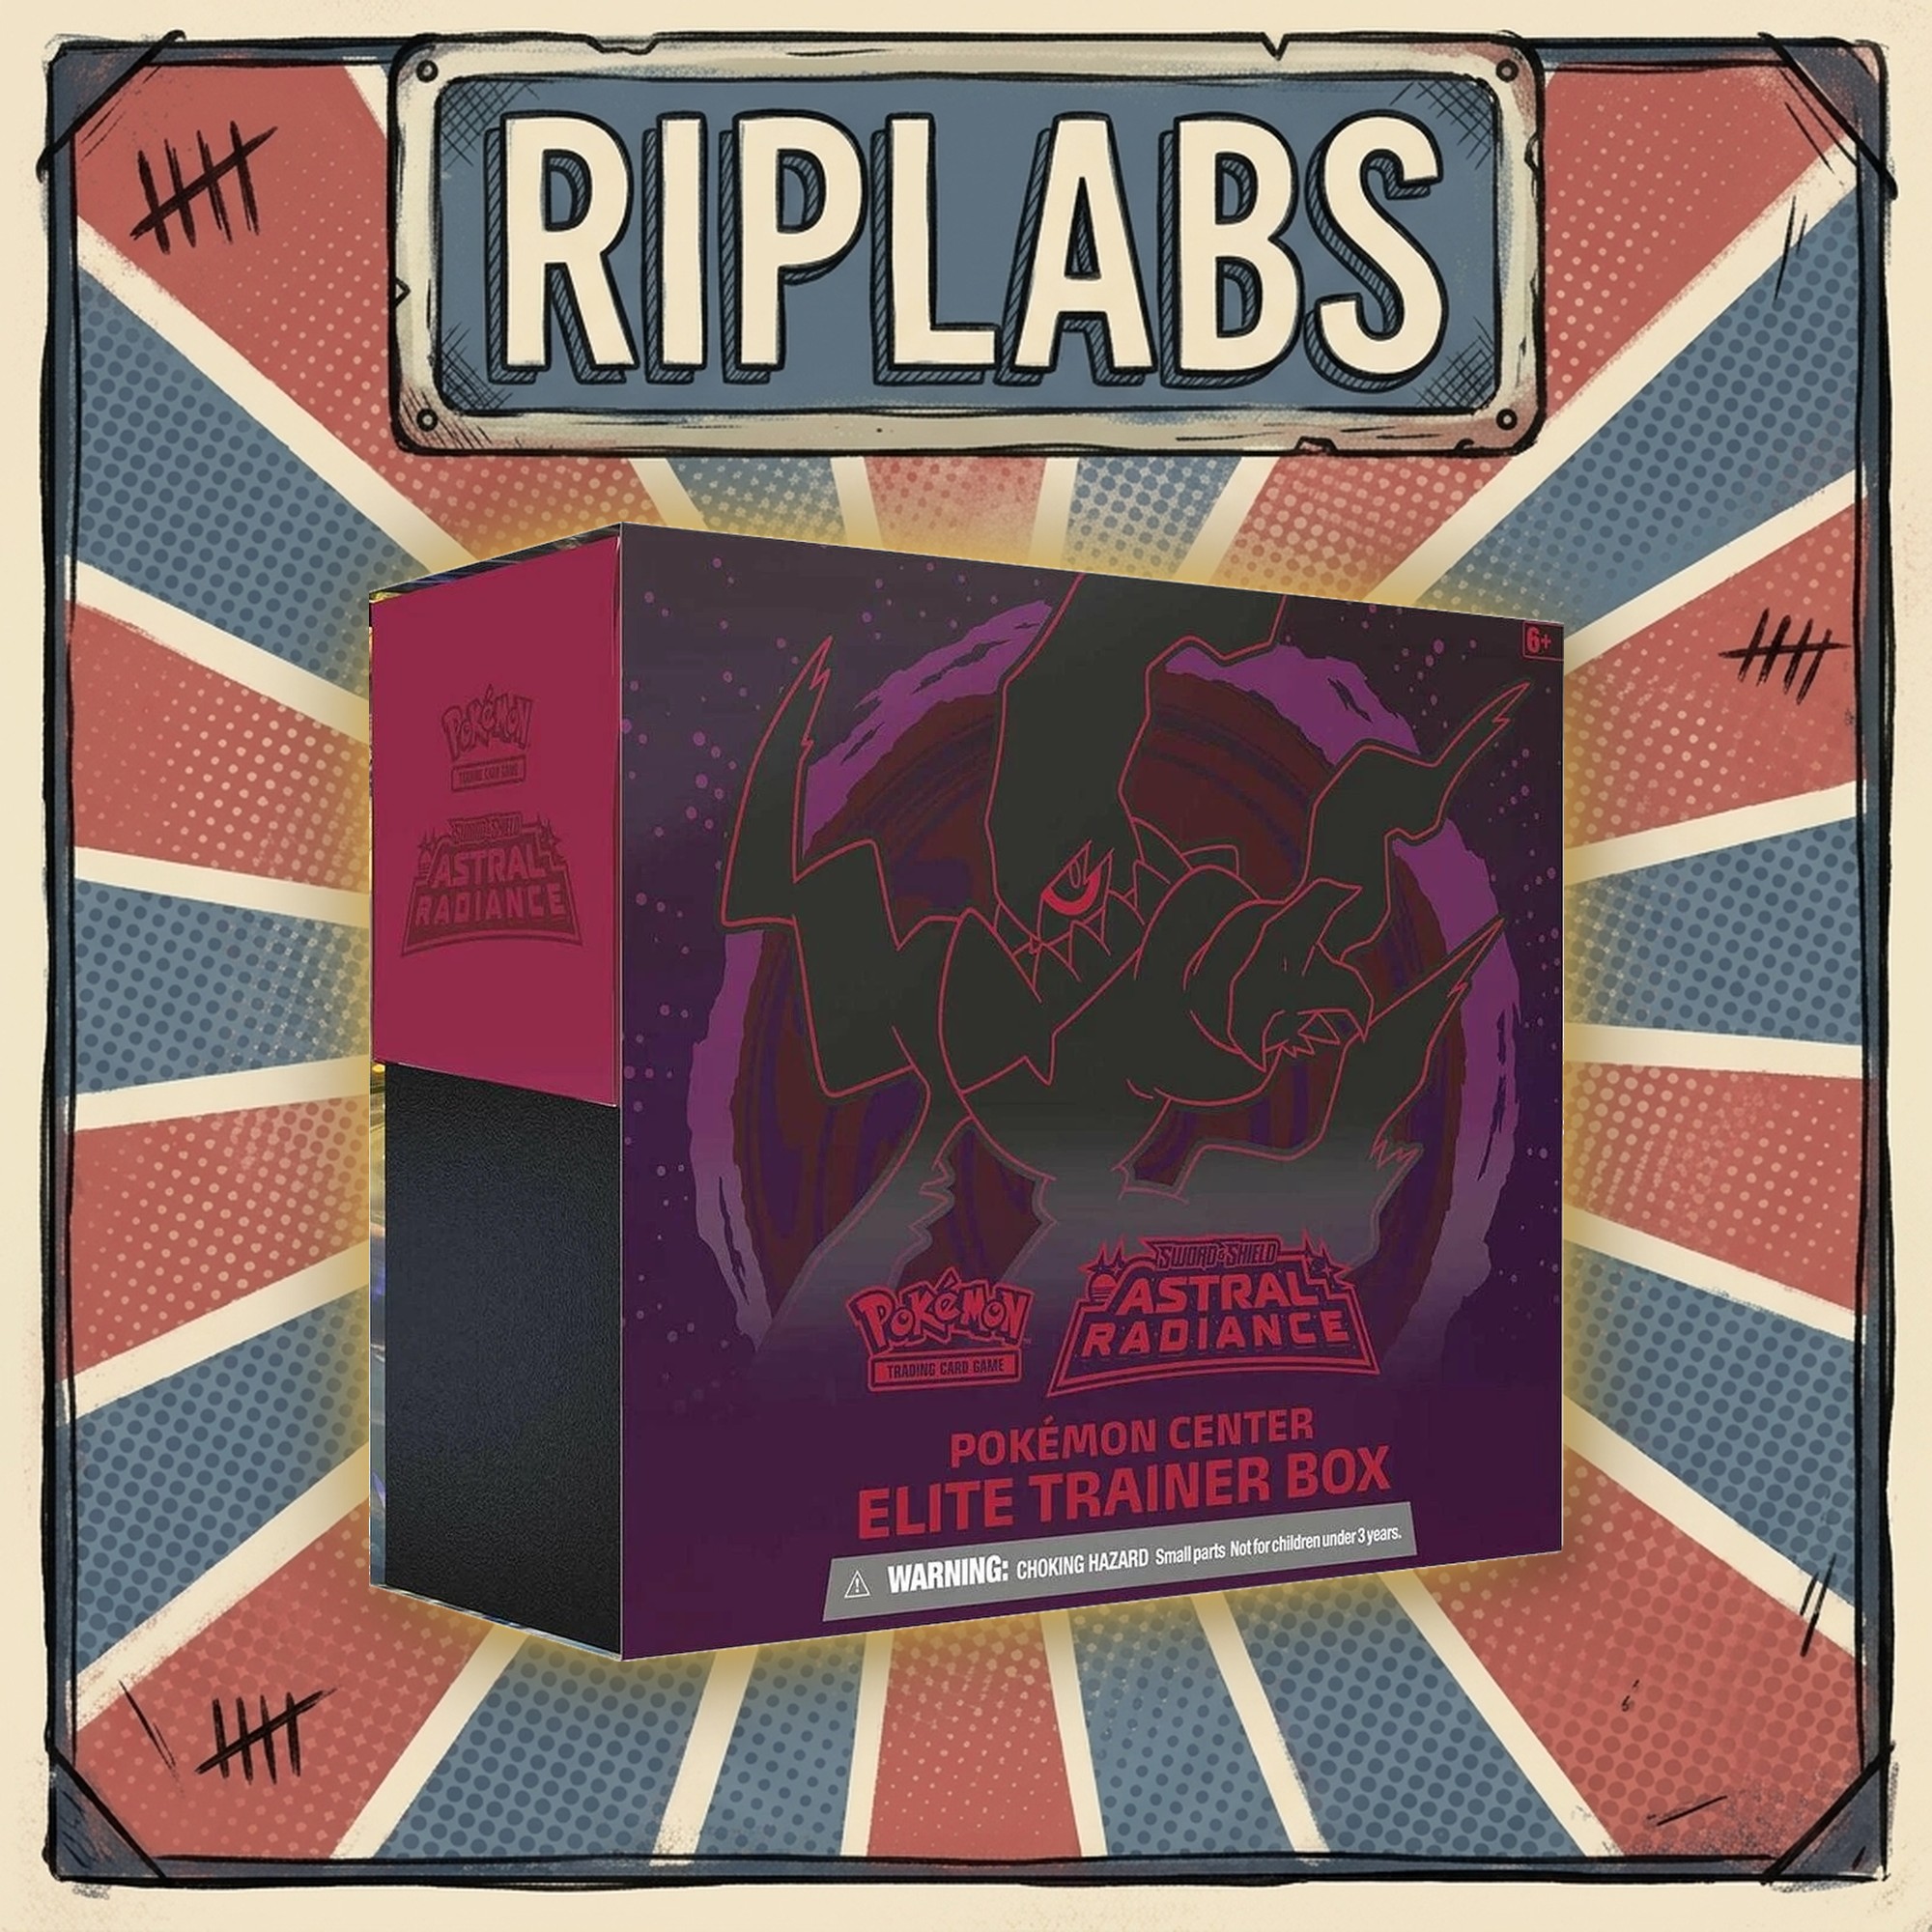 RIPLABS
6+
Pokémon
TRADING CARD GAME
SWORD & SHIELD
ASTRAL
RADIANCE
SWORD & SHIELD
ASTRAL
RADIANCE
Pokémon
TRADING CARD GAME
POKÉMON CENTER
ELITE TRAINER BOX
WARNING: CHOKING HAZARD Small parts Not for children under 3 years.